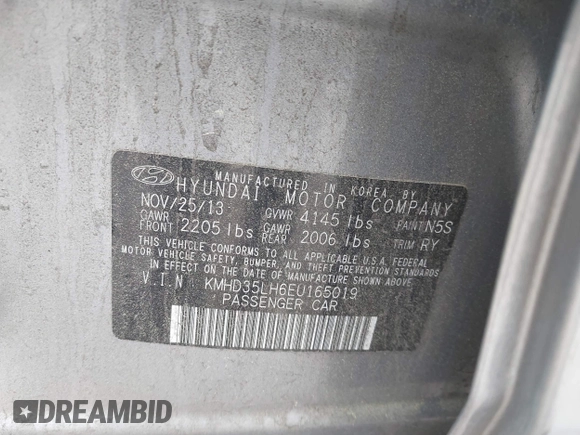 MANUFACTURED IN KOREA BY
HYUNDAI MOTOR COMPANY
NOV/25/13 GVWR 4145 lbs PAINT N5S
GAWR FRONT 2205 lbs GAWR REAR 2006 lbs TRIM RY
THIS VEHICLE CONFORMS TO ALL APPLICABLE U.S.A. FEDERAL
MOTOR VEHICLE SAFETY, BUMPER, AND THEFT PREVENTION STANDARDS
IN EFFECT ON THE DATE OF MANUFACTURE SHOWN ABOVE.
V.I.N KMHD35LH6EU165019
PASSENGER CAR
DREAMBID